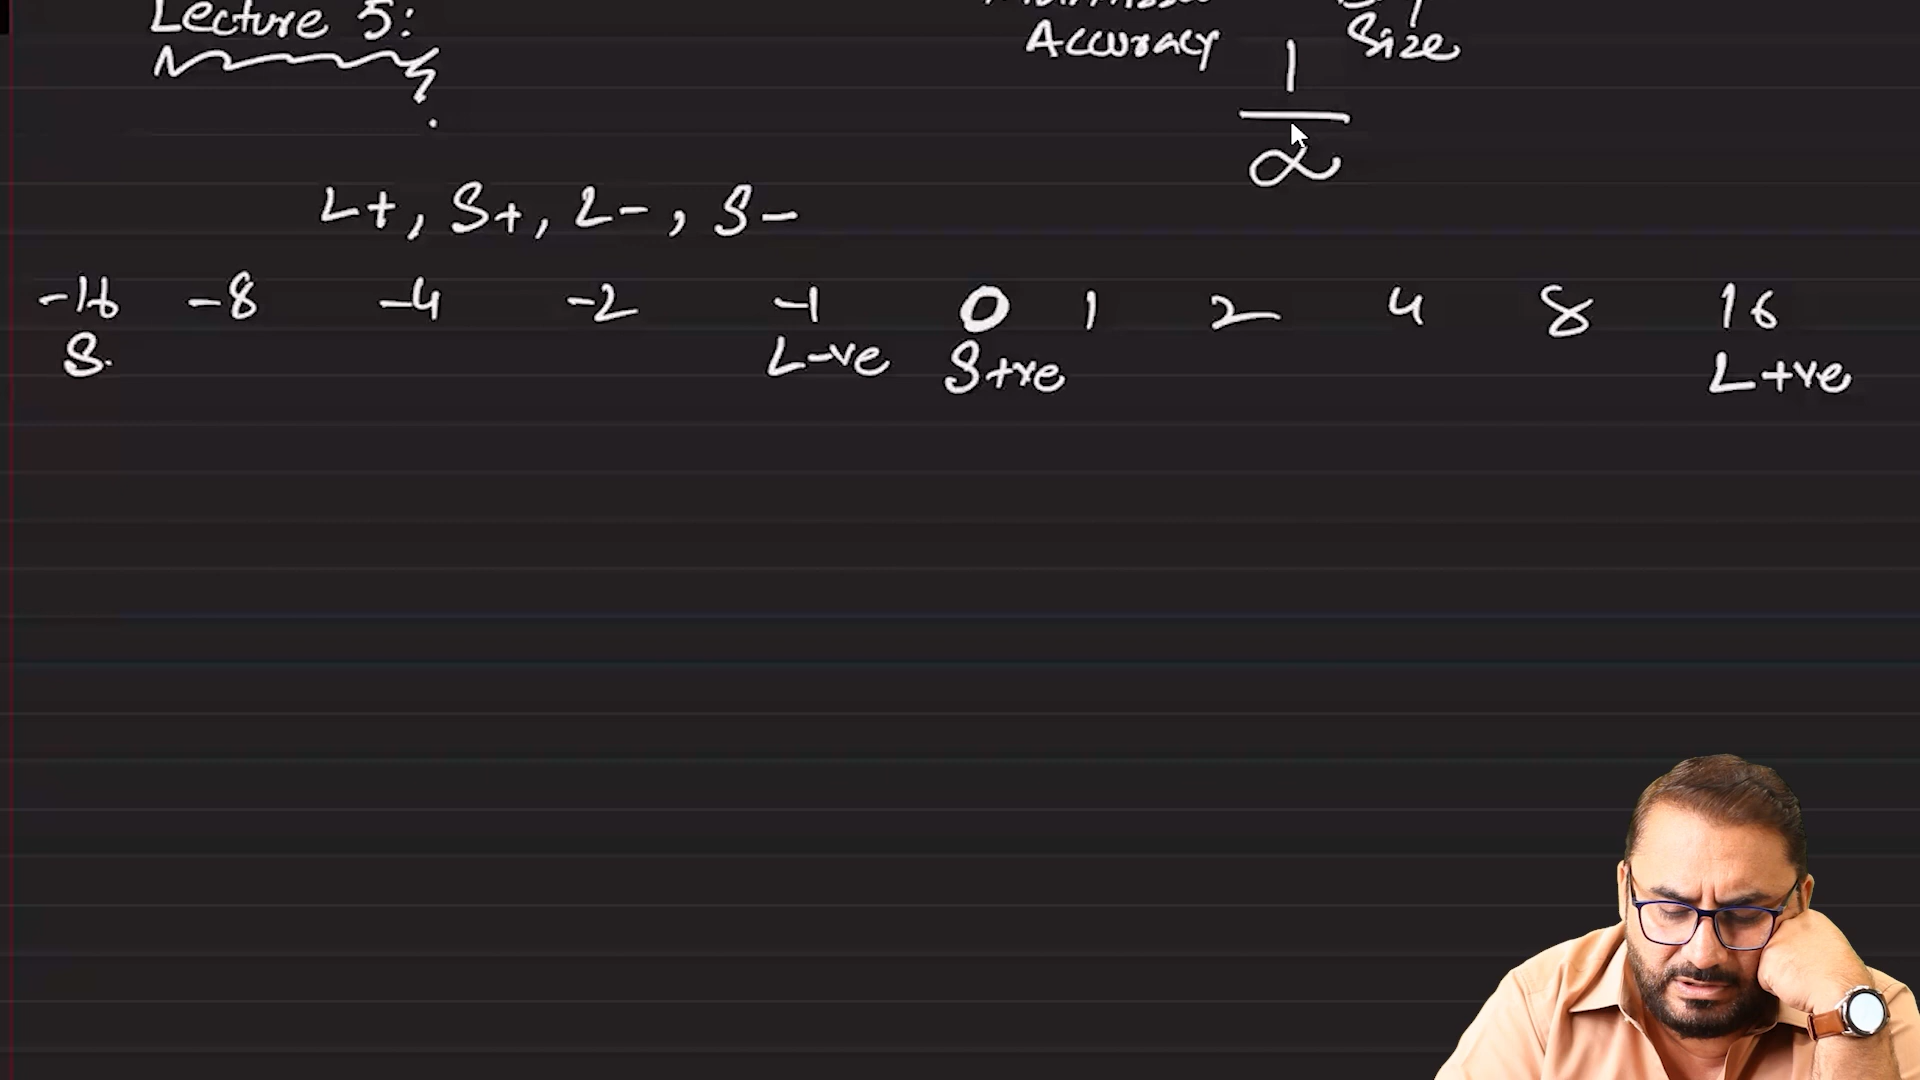 Lecture 5:
Accuracy Size
1
∝
L+, S+, L-, S-
-16 -8 -4 -2 -1 0 1 2 4 8 16
S. L-ve S+ve L+ve